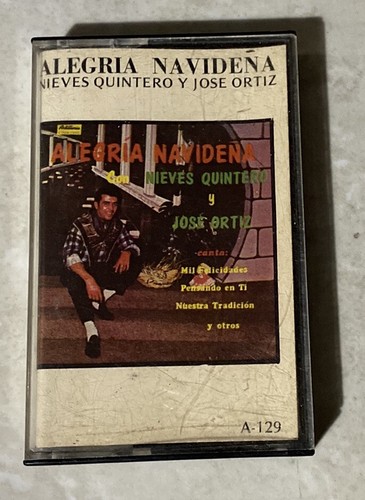 ALEGRIA NAVIDEÑA
NIEVES QUINTERO Y JOSE ORTIZ
ALEGRIA NAVIDEÑA
Con NIEVES QUINTERO
y
JOSE ORTIZ
canta:
Mil Felicidades
Pensando en Ti
Nuestra Tradición
y otros
A-129